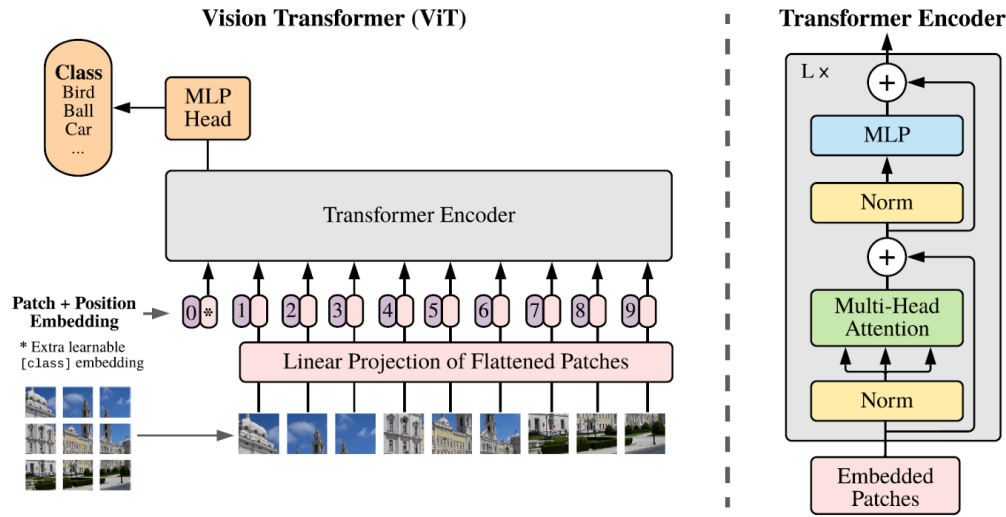 Vision Transformer (ViT)
Class
Bird
Ball
Car
...
MLP
Head
Transformer Encoder
0 * 1 2 3 4 5 6 7 8 9
Patch + Position
Embedding
* Extra learnable
[class] embedding
Linear Projection of Flattened Patches
Transformer Encoder
L ×
+
MLP
Norm
+
Multi-Head
Attention
Norm
Embedded
Patches